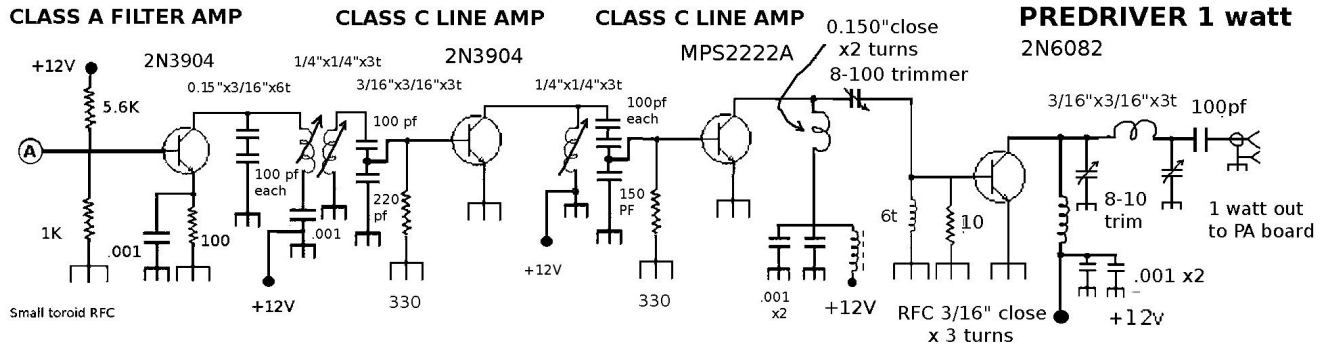 CLASS A FILTER AMP
CLASS C LINE AMP
CLASS C LINE AMP
PREDRIVER 1 watt
2N3904
2N3904
MPS2222A
2N6082
+12V
5.6K
A
1K
.001
100
0.15"x3/16"x6t
1/4"x1/4"x3t
100 pf
each
.001
+12V
3/16"x3/16"x3t
100 pf
220
pf
330
1/4"x1/4"x3t
+12V
100pf
each
150
PF
330
0.150"close
x2 turns
8-100 trimmer
.001
x2
+12V
6t
10
RFC 3/16" close
x 3 turns
3/16"x3/16"x3t
100pf
8-10
trim
.001 x2
+12v
1 watt out
to PA board
Small toroid RFC